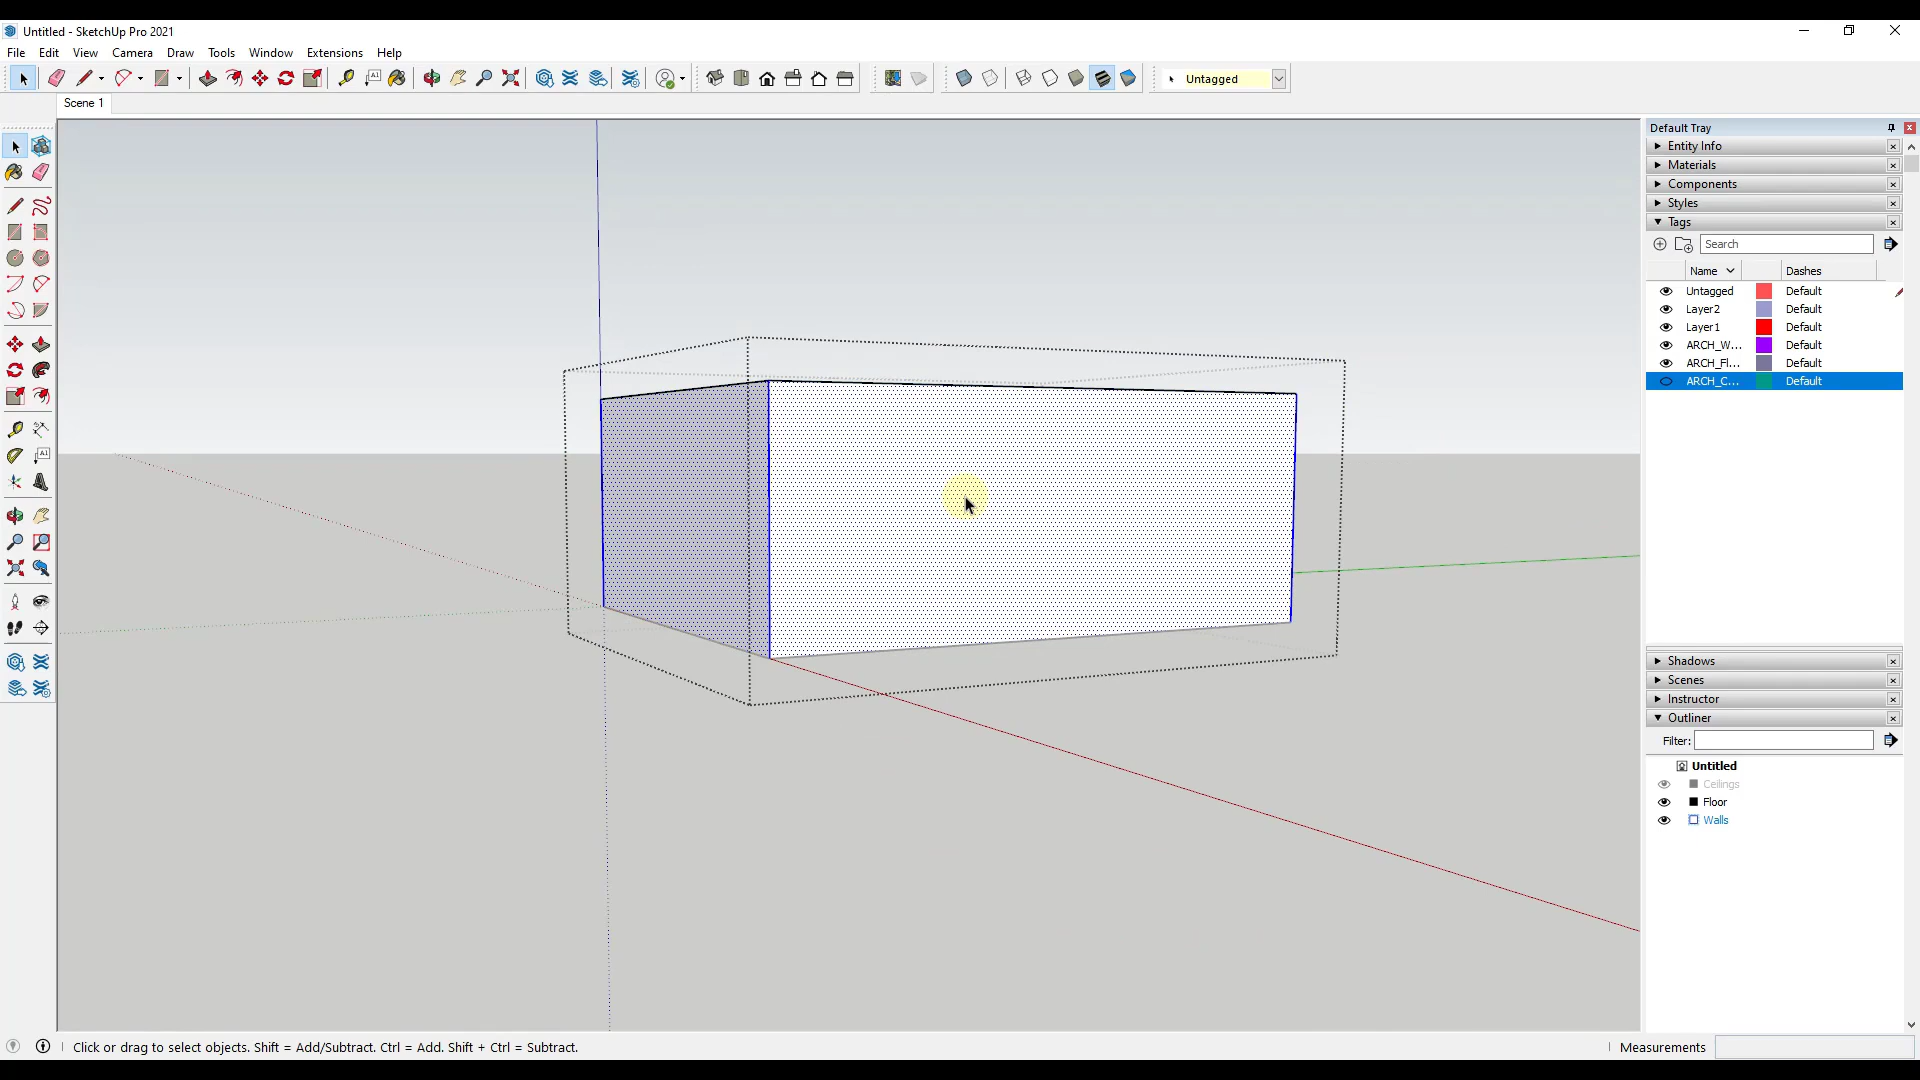 Untitled - SketchUp Pro 2021
File Edit View Camera Draw Tools Window Extensions Help
Untagged
Scene 1
Default Tray
Entity Info
Materials
Components
Styles
Tags
Search
Name Dashes
Untagged Default
Layer2 Default
Layer1 Default
ARCH_W... Default
ARCH_Fl... Default
ARCH_C... Default
Shadows
Scenes
Instructor
Outliner
Filter:
Untitled
Ceilings
Floor
Walls
Click or drag to select objects. Shift = Add/Subtract. Ctrl = Add. Shift + Ctrl = Subtract.
Measurements